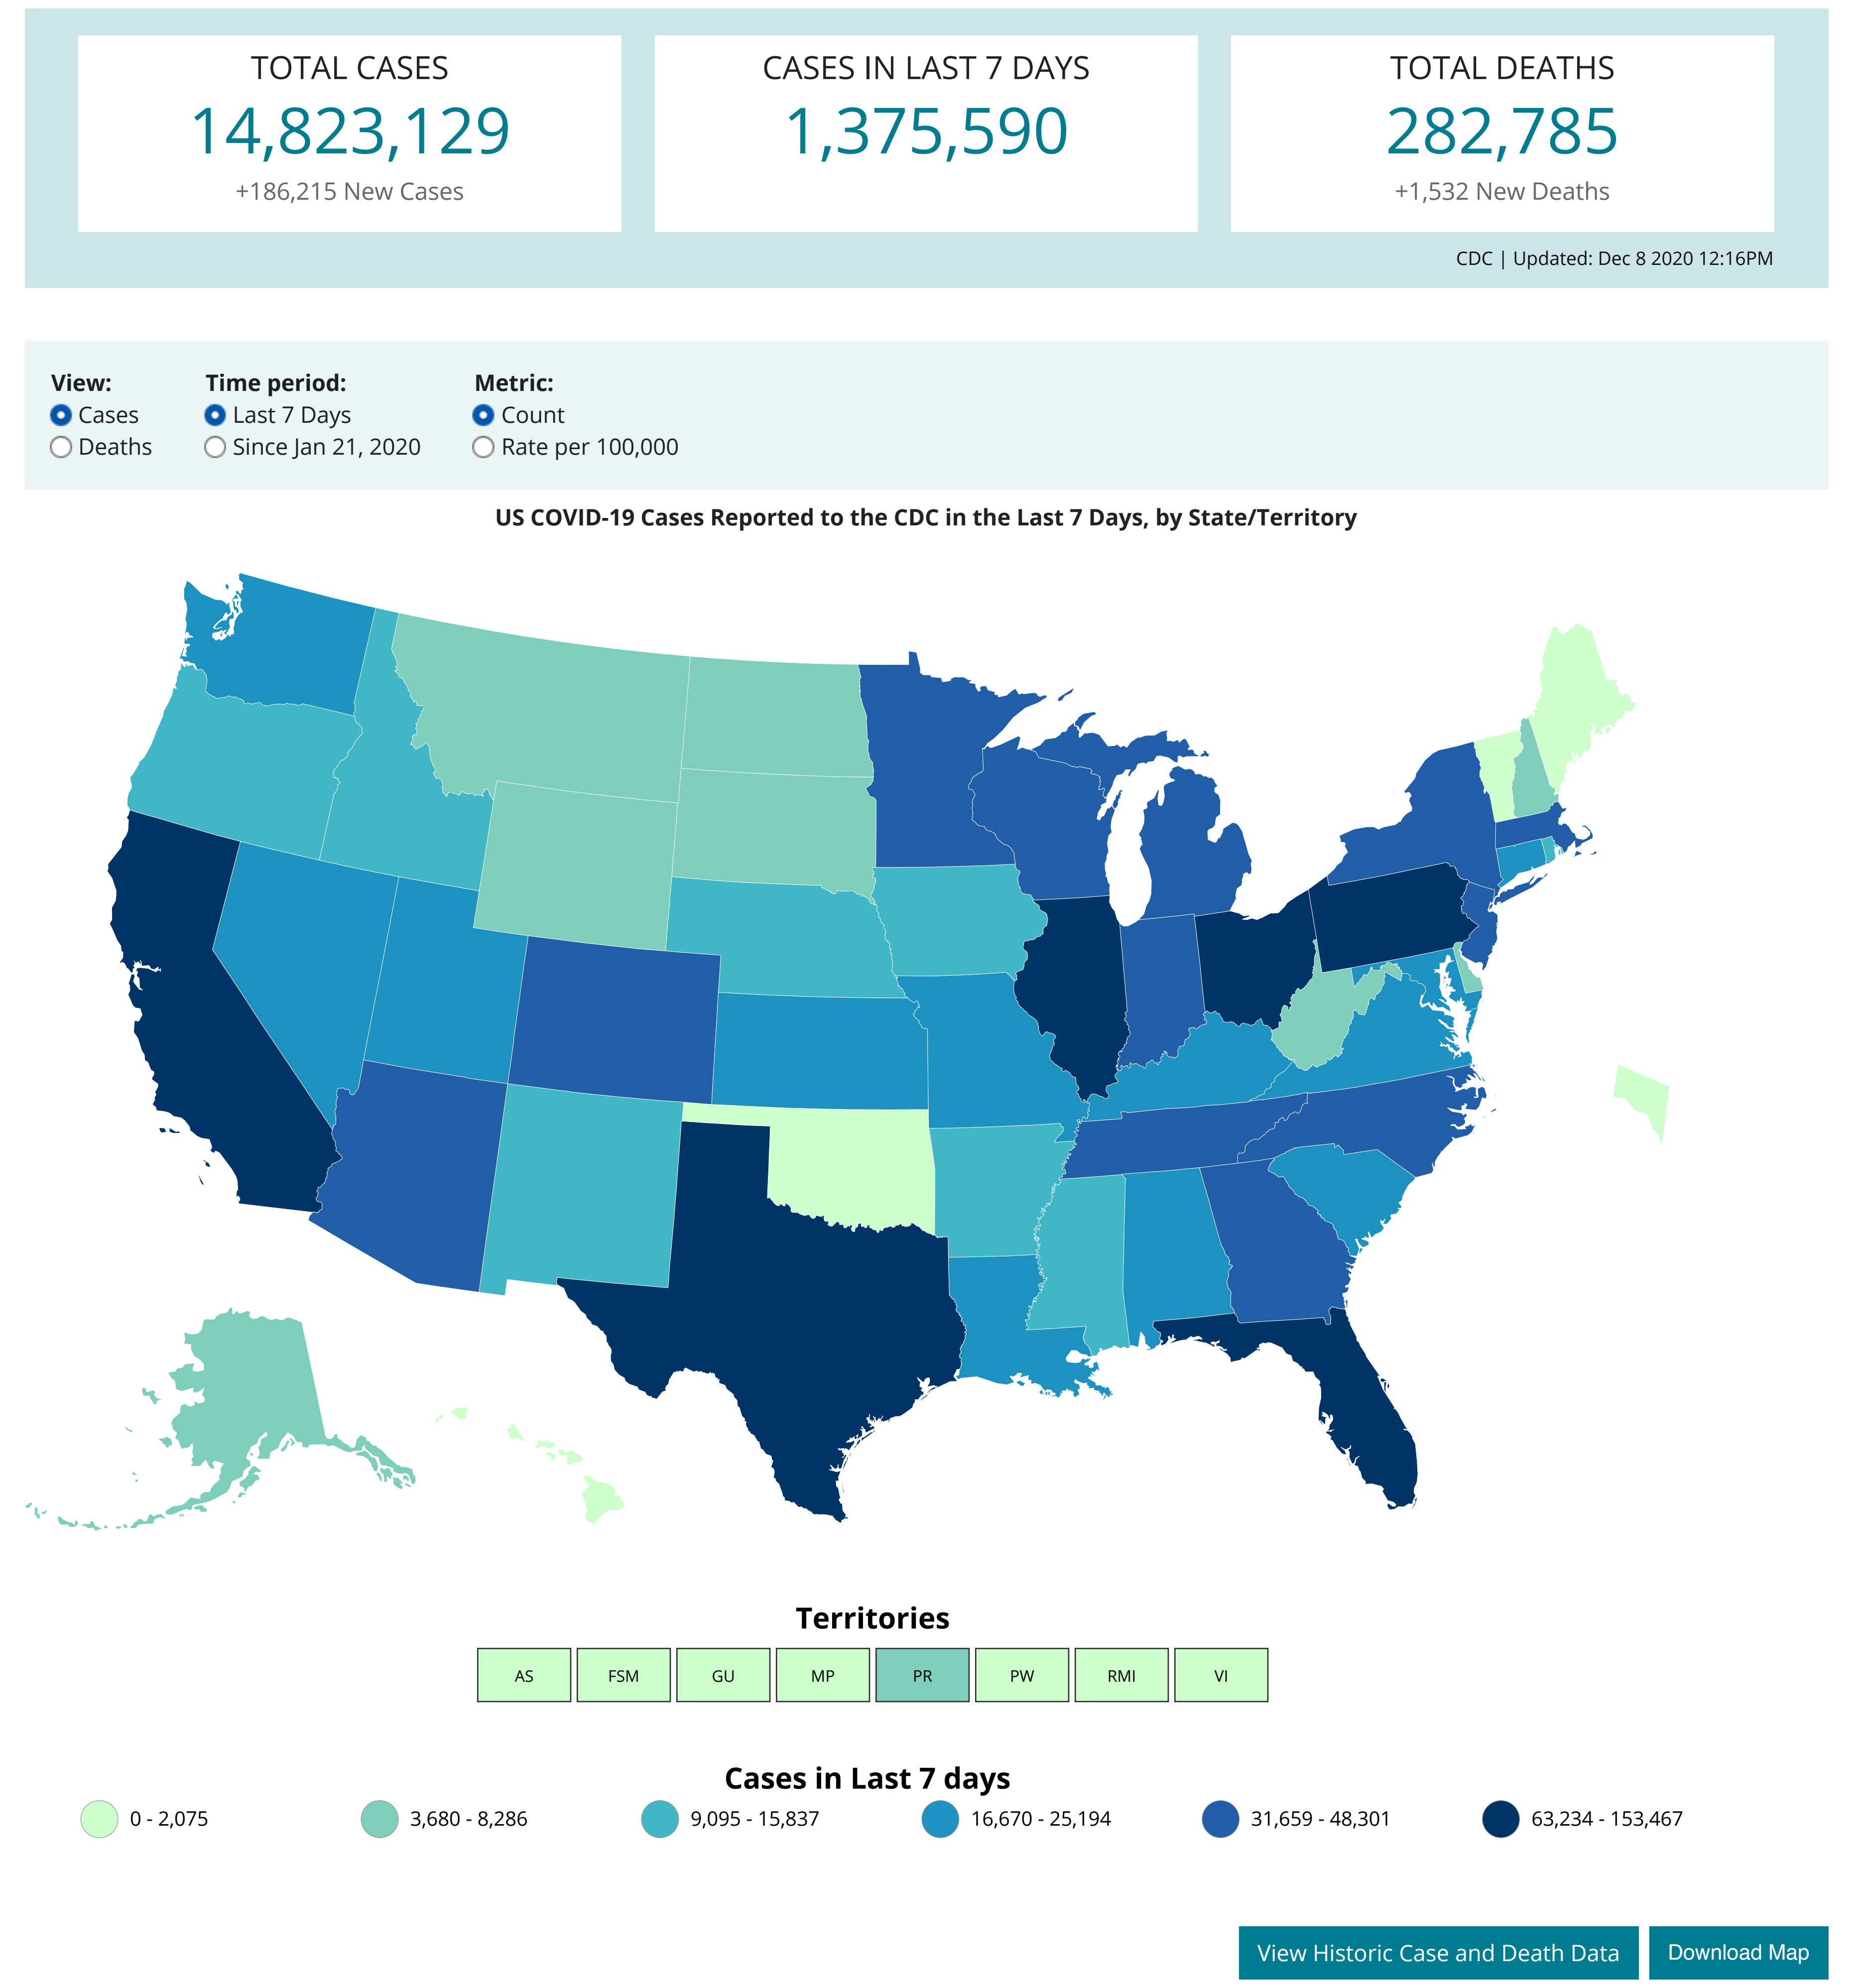 TOTAL CASES
14,823,129
+186,215 New Cases
CASES IN LAST 7 DAYS
1,375,590
TOTAL DEATHS
282,785
+1,532 New Deaths
CDC | Updated: Dec 8 2020 12:16PM
View:
Cases
Deaths
Time period:
Last 7 Days
Since Jan 21, 2020
Metric:
Count
Rate per 100,000
US COVID-19 Cases Reported to the CDC in the Last 7 Days, by State/Territory
Territories
AS FSM GU MP PR PW RMI VI
Cases in Last 7 days
0 - 2,075 3,680 - 8,286 9,095 - 15,837 16,670 - 25,194 31,659 - 48,301 63,234 - 153,467
View Historic Case and Death Data Download Map